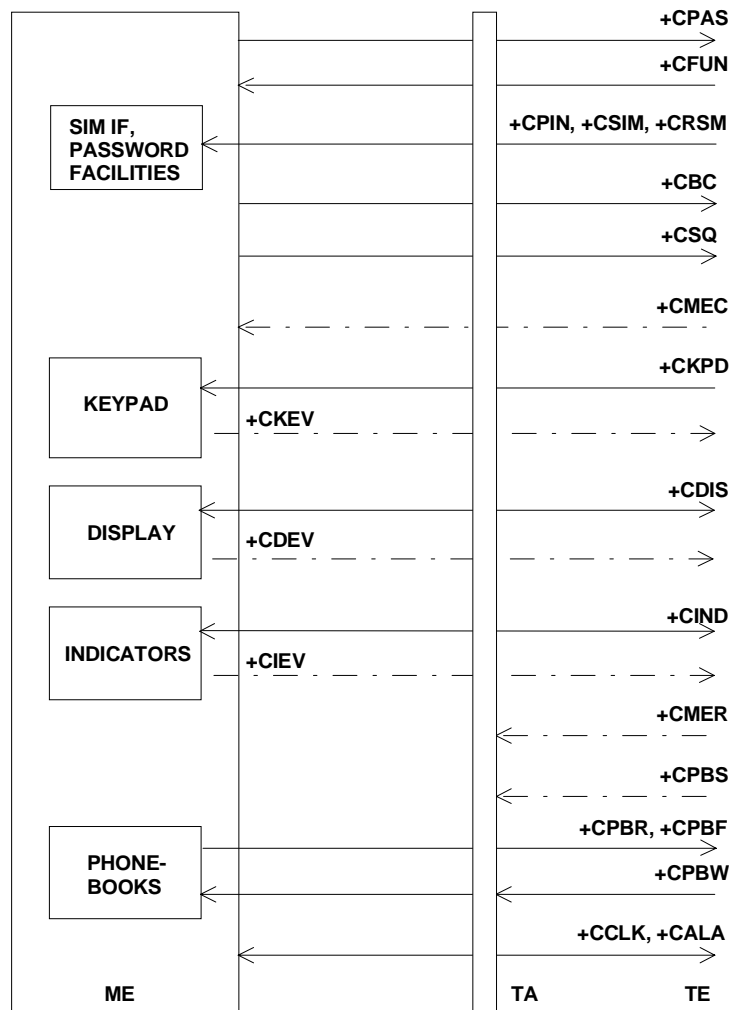 +CPAS
+CFUN
SIM IF,
PASSWORD
FACILITIES
+CPIN, +CSIM, +CRSM
+CBC
+CSQ
+CMEC
+CKPD
KEYPAD
+CKEV
+CDIS
DISPLAY
+CDEV
+CIND
INDICATORS
+CIEV
+CMER
+CPBS
+CPBR, +CPBF
PHONE-
BOOKS
+CPBW
+CCLK, +CALA
ME
TA
TE